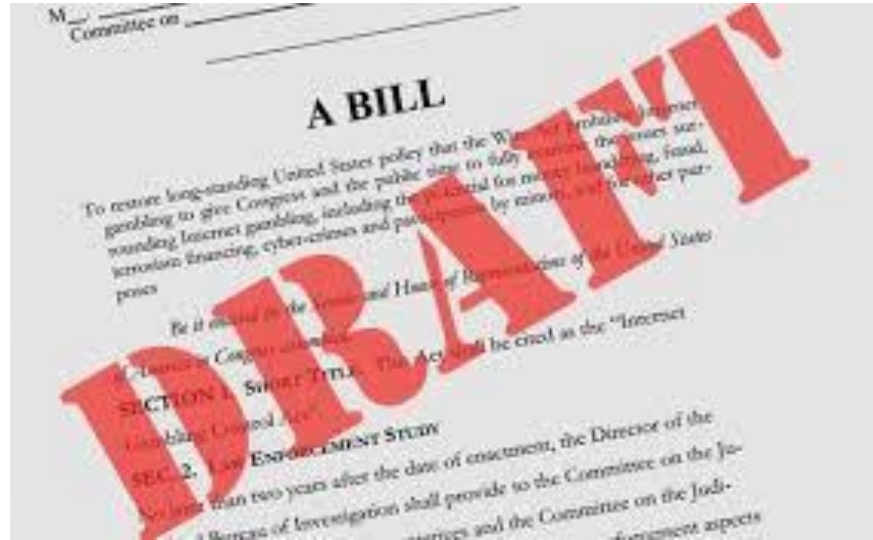 M__.
Committee on
A BILL
To restore long-standing United States policy that the Wire Act prohibits Internet
gambling to give Congress and the public time to fully examine the issues sur-
rounding Internet gambling, including the potential for money laundering, fraud,
terrorism financing, cyber-crimes and participation by minors, and for other pur-
poses
Be it enacted by the Senate and House of Representatives of the United States
of America in Congress assembled,
SECTION 1. SHORT TITLE. This Act shall be cited as the “Internet
Gambling Control Act”.
SEC. 2. LAW ENFORCEMENT STUDY
than two years after the date of enactment, the Director of the
Bureau of Investigation shall provide to the Committee on the Ju-
and the Committee on the Judi-
enforcement aspects
DRAFT